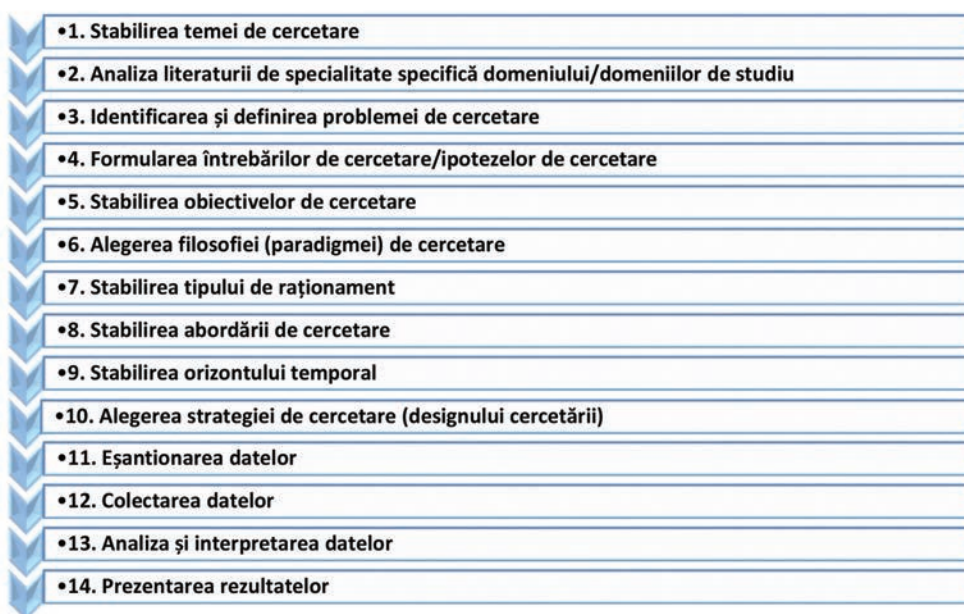 •1. Stabilirea temei de cercetare
•2. Analiza literaturii de specialitate specifică domeniului/domeniilor de studiu
•3. Identificarea și definirea problemei de cercetare
•4. Formularea întrebărilor de cercetare/ipotezelor de cercetare
•5. Stabilirea obiectivelor de cercetare
•6. Alegerea filosofiei (paradigmei) de cercetare
•7. Stabilirea tipului de raționament
•8. Stabilirea abordării de cercetare
•9. Stabilirea orizontului temporal
•10. Alegerea strategiei de cercetare (designului cercetării)
•11. Eșantionarea datelor
•12. Colectarea datelor
•13. Analiza și interpretarea datelor
•14. Prezentarea rezultatelor